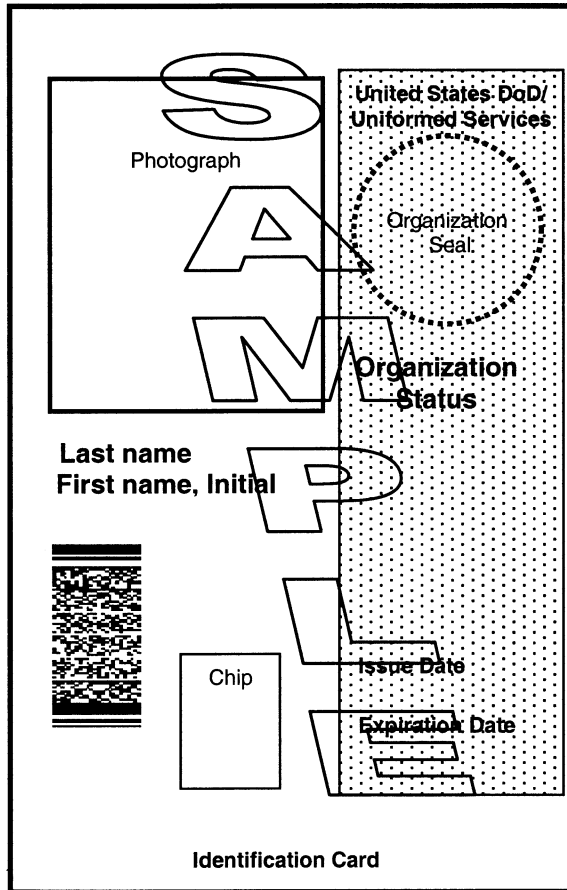 SAMPLE
United States DoD/
Uniformed Services
Photograph
Organization
Seal
Organization
Status
Last name
First name, Initial
Issue Date
Chip
Expiration Date
Identification Card